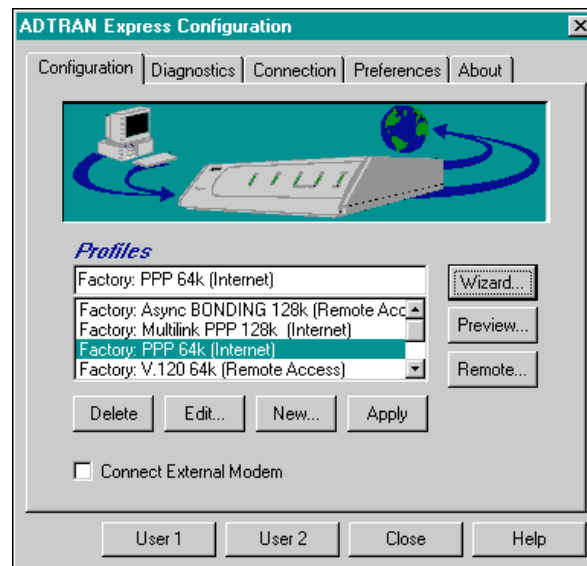 ADTRAN Express Configuration
Configuration Diagnostics Connection Preferences About
Profiles
Factory: PPP 64k (Internet)
Factory: Async BONDING 128k (Remote Acc
Factory: Multilink PPP 128k (Internet)
Factory: PPP 64k (Internet)
Factory: V.120 64k (Remote Access)
Wizard...
Preview...
Remote...
Delete Edit... New... Apply
Connect External Modem
User 1 User 2 Close Help